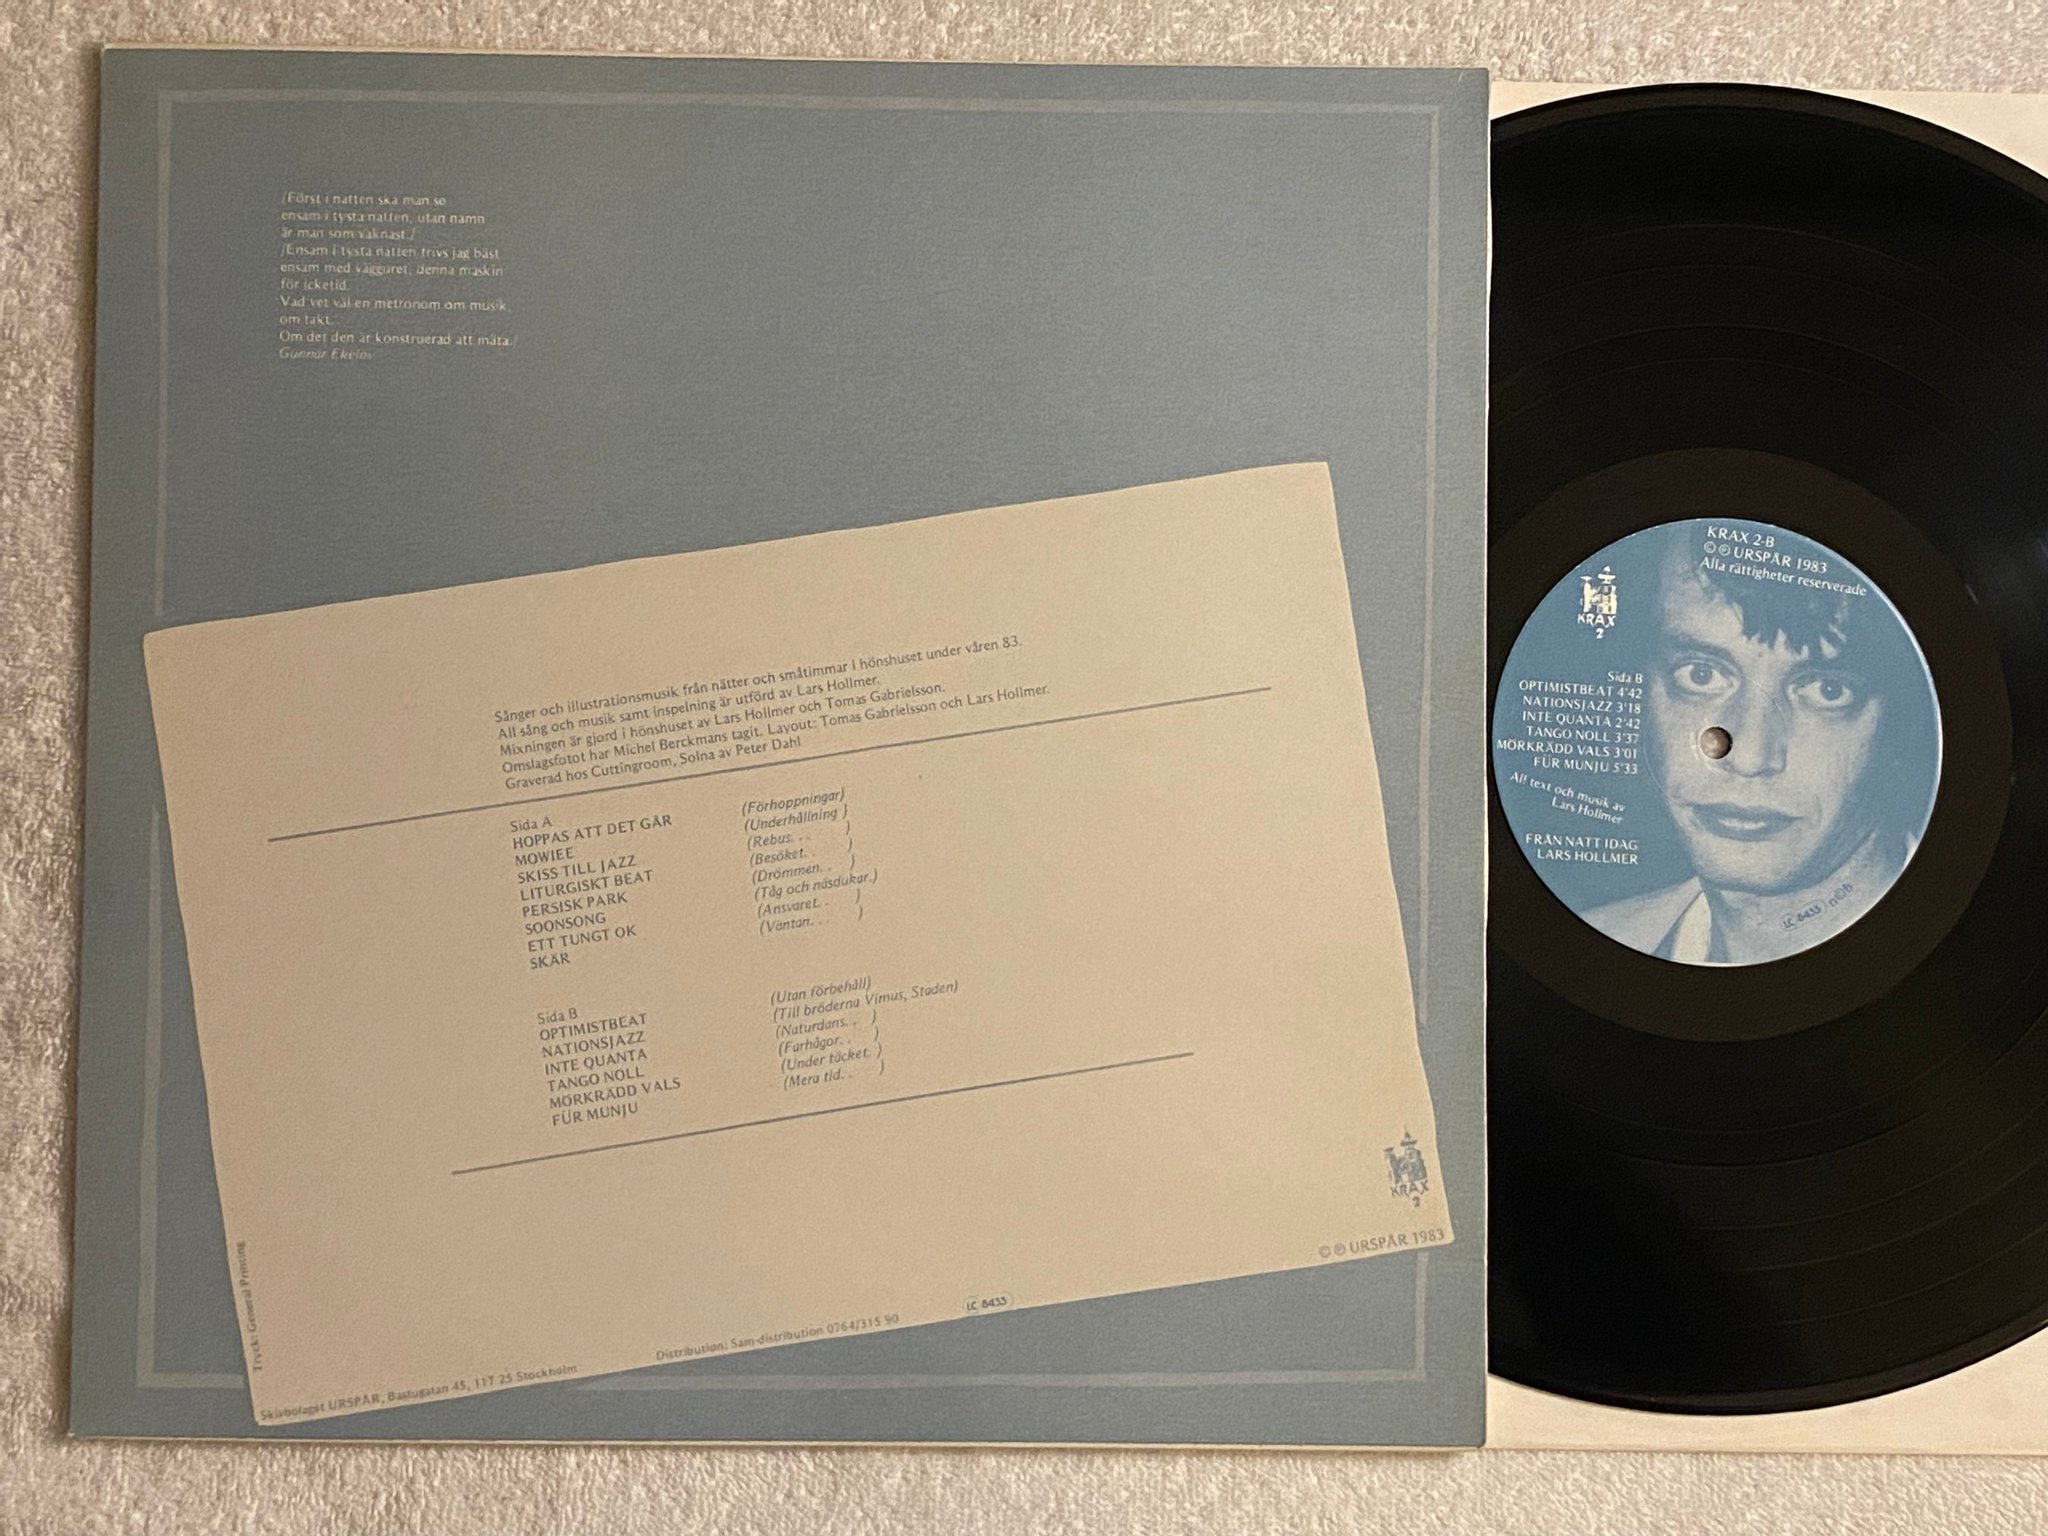 /Först i natten ska man se
ensam i tysta natten, utan namn
är man som vaknast./
/Ensam i tysta natten trivs jag bäst
ensam med vägguret, denna maskin
för icketid.
Vad vet väl en metronom om musik,
om takt.
Om det den är konstruerad att mäta./
Gunnar Ekelöv
Sånger och illustrationsmusik från nätter och småtimmar i hönshuset under våren 83.
All sång och musik samt inspelning är utförd av Lars Hollmer.
Mixningen är gjord i hönshuset av Lars Hollmer och Tomas Gabrielsson.
Omslagsfotot har Michel Berckmans tagit. Layout: Tomas Gabrielsson och Lars Hollmer.
Graverad hos Cuttingroom, Solna av Peter Dahl
Sida A
HOPPAS ATT DET GÅR (Förhoppningar)
MOWIEE (Underhållning )
SKISS TILL JAZZ (Rebus. . . )
LITURGISKT BEAT (Besöket. . )
PERSISK PARK (Drömmen. . )
SOONSONG (Tåg och näsdukar.)
ETT TUNGT OK (Ansvaret. . )
SKÄR (Väntan. . . )
Sida B
OPTIMISTBEAT (Utan förbehåll)
NATIONSJAZZ (Till bröderna Vimus, Staden)
INTE QUANTA (Naturdans. . )
TANGO NOLL (Farhågor. . )
MÖRKRÄDD VALS (Under täcket. )
FÜR MUNJU (Mera tid. . )
KRAX
2
© ℗ URSPÅR 1983
Tryck: General Printing
LC 8433
Distribution: Sam-distribution 0764/315 90
Skivbolaget URSPÅR, Bastugatan 45, 117 25 Stockholm
KRAX 2-B
© ℗ URSPÅR 1983
Alla rättigheter reserverade
KRAX
2
Sida B
OPTIMISTBEAT 4'42
NATIONSJAZZ 3'18
INTE QUANTA 2'42
TANGO NOLL 3'37
MÖRKRÄDD VALS 3'01
FÜR MUNJU 5'33
All text och musik av
Lars Hollmer
FRÅN NATT IDAG
LARS HOLLMER
LC 8433 n©b